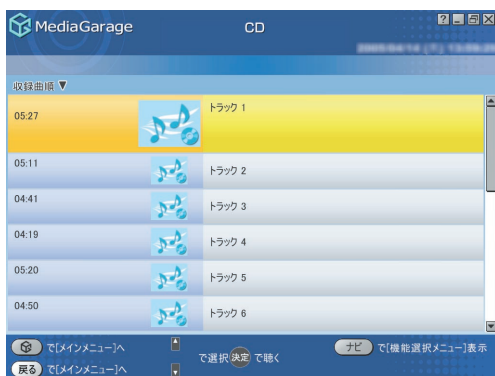 MediaGarage
CD
収録曲順▼
05:27 トラック 1
05:11 トラック 2
04:41 トラック 3
04:19 トラック 4
05:20 トラック 5
04:50 トラック 6
で[メインメニュー]へ
で選択 決定 で聴く
ナビ で[機能選択メニュー]表示
戻る で[メインメニュー]へ